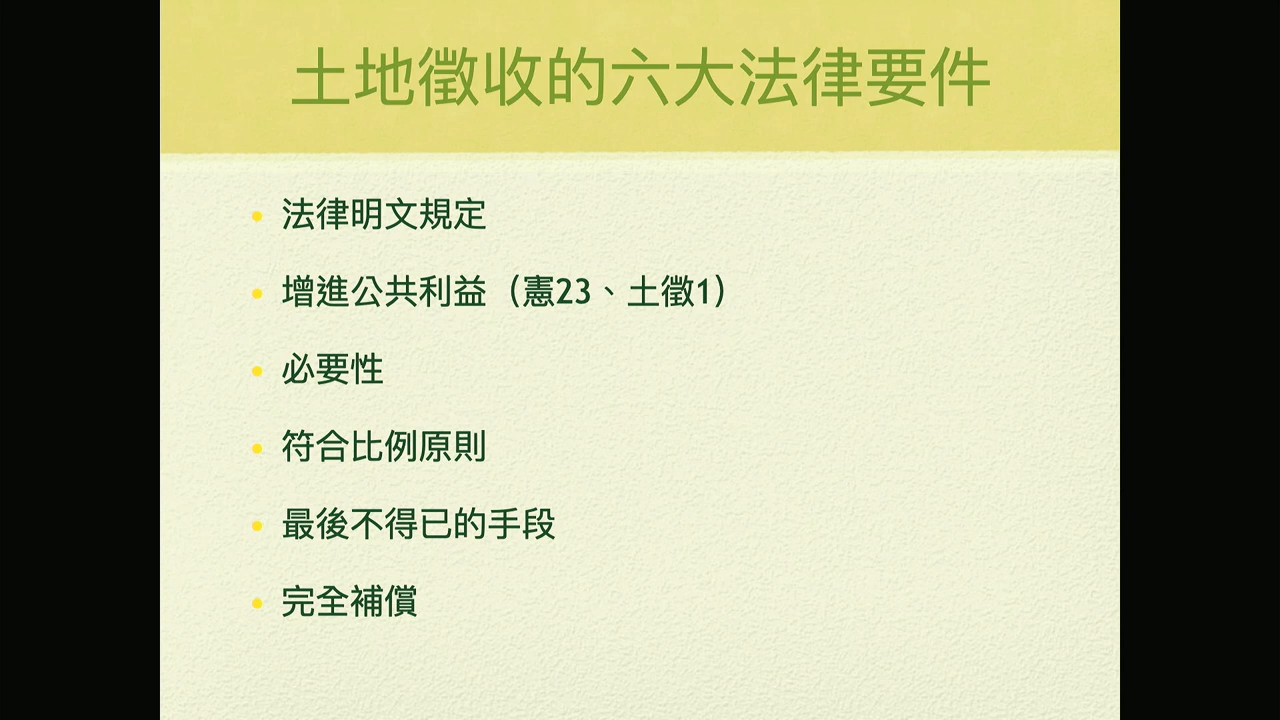 土地徵收的六大法律要件
• 法律明文規定
• 增進公共利益（憲23、土徵1）
• 必要性
• 符合比例原則
• 最後不得已的手段
• 完全補償